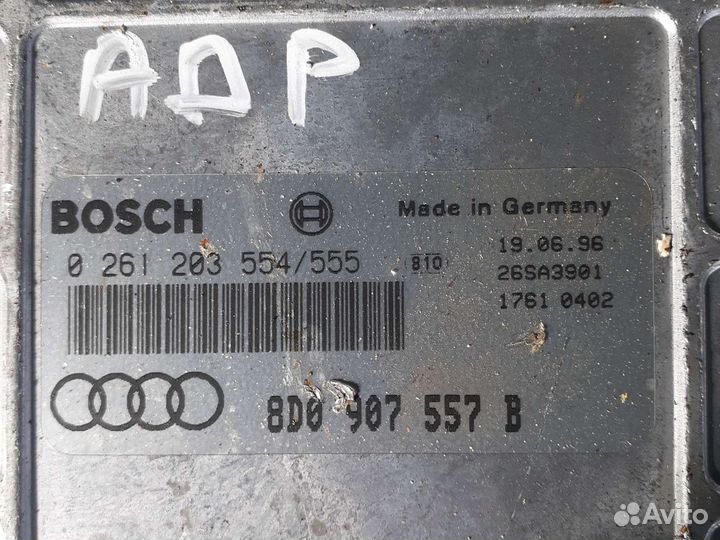 ADP
BOSCH
Made in Germany
0 261 203 554/555
810
19.06.96
26SA3901
1761 0402
8D0 907 557 B
Avito